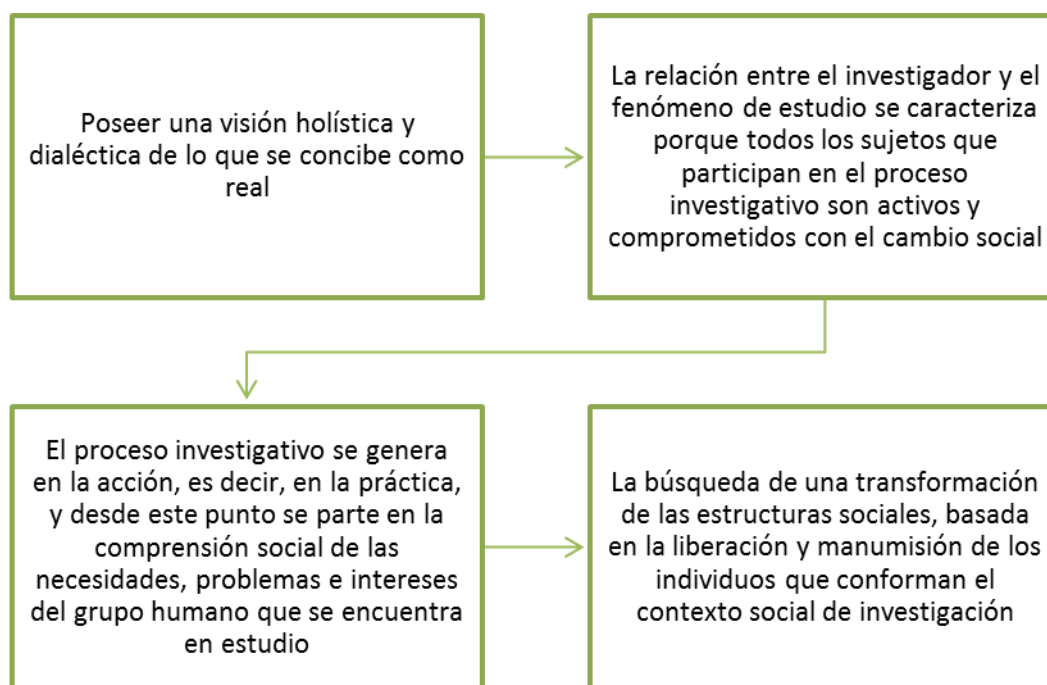 Poseer una visión holística y
dialéctica de lo que se concibe como
real
La relación entre el investigador y el
fenómeno de estudio se caracteriza
porque todos los sujetos que
participan en el proceso
investigativo son activos y
comprometidos con el cambio social
El proceso investigativo se genera
en la acción, es decir, en la práctica,
y desde este punto se parte en la
comprensión social de las
necesidades, problemas e intereses
del grupo humano que se encuentra
en estudio
La búsqueda de una transformación
de las estructuras sociales, basada
en la liberación y manumisión de los
individuos que conforman el
contexto social de investigación